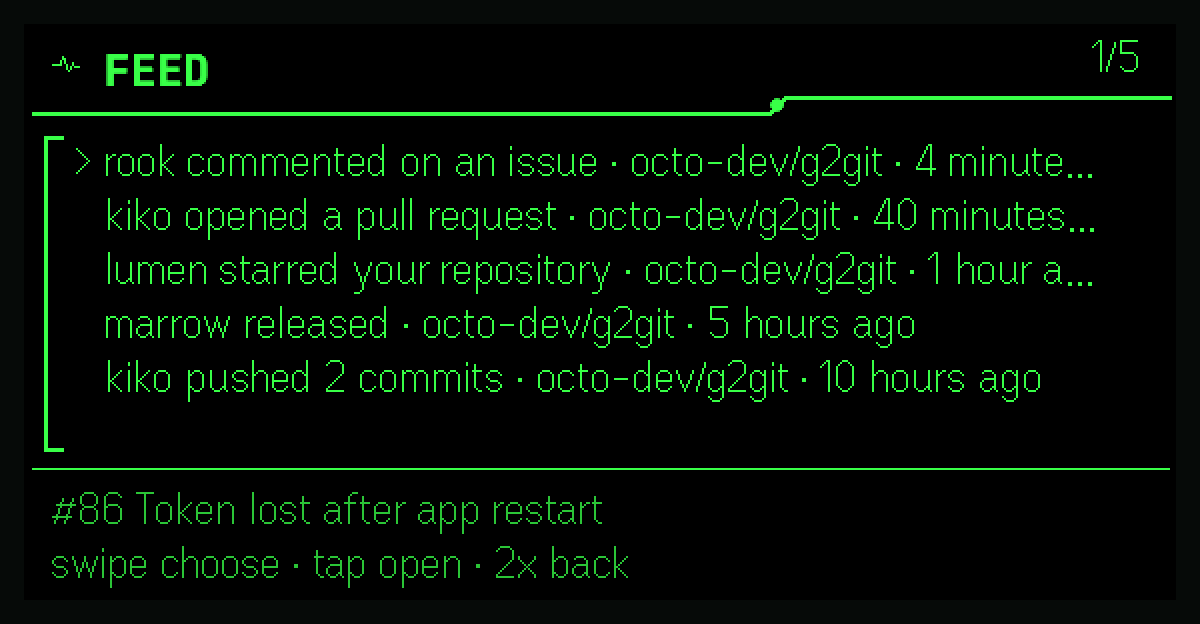 FEED
1/5
> rook commented on an issue · octo-dev/g2git · 4 minute...
kiko opened a pull request · octo-dev/g2git · 40 minutes...
lumen starred your repository · octo-dev/g2git · 1 hour a...
marrow released · octo-dev/g2git · 5 hours ago
kiko pushed 2 commits · octo-dev/g2git · 10 hours ago
#86 Token lost after app restart
swipe choose · tap open · 2x back